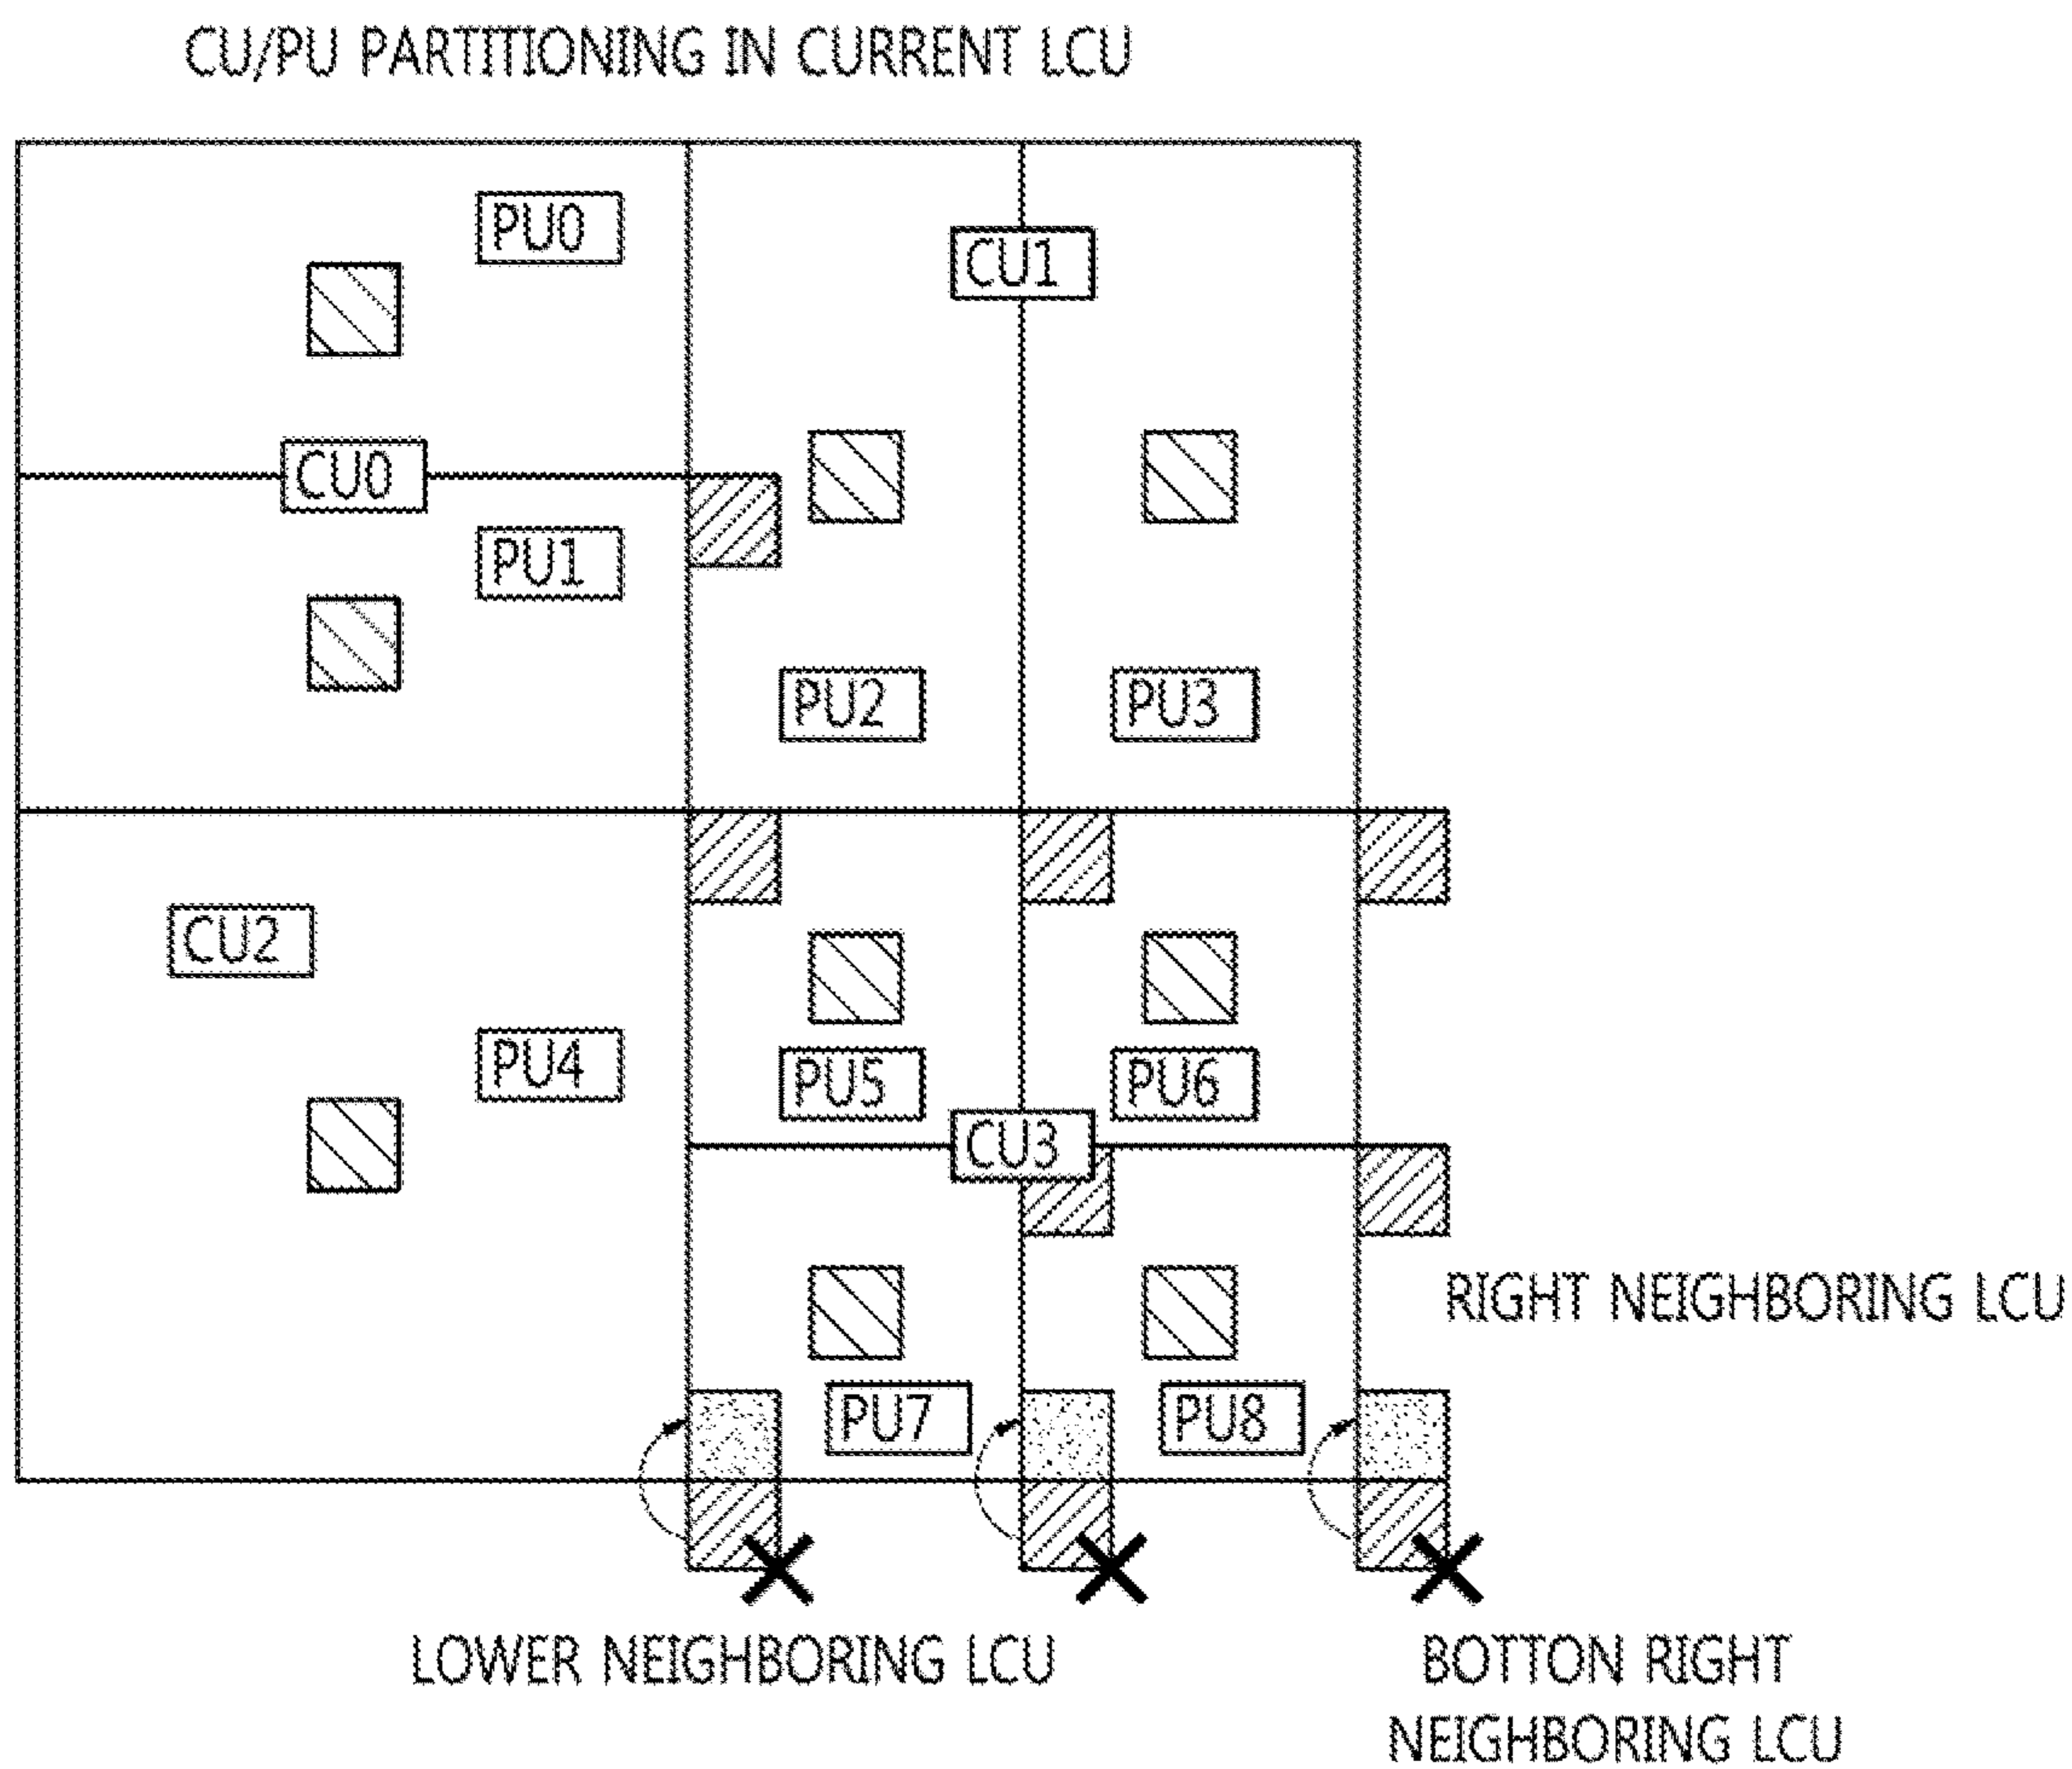 CU/PU PARTITIONING IN CURRENT LCU
PU0
CU1
CU0
PU1
PU2
PU3
CU2
PU4
PU5
PU6
CU3
RIGHT NEIGHBORING LCU
PU7
PU8
LOWER NEIGHBORING LCU
BOTTON RIGHT
NEIGHBORING LCU